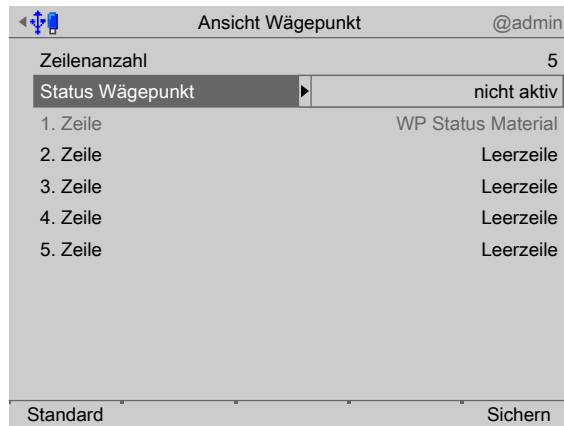 Ansicht Wägepunkt @admin
Zeilenanzahl 5
Status Wägepunkt nicht aktiv
1. Zeile WP Status Material
2. Zeile Leerzeile
3. Zeile Leerzeile
4. Zeile Leerzeile
5. Zeile Leerzeile
Standard Sichern